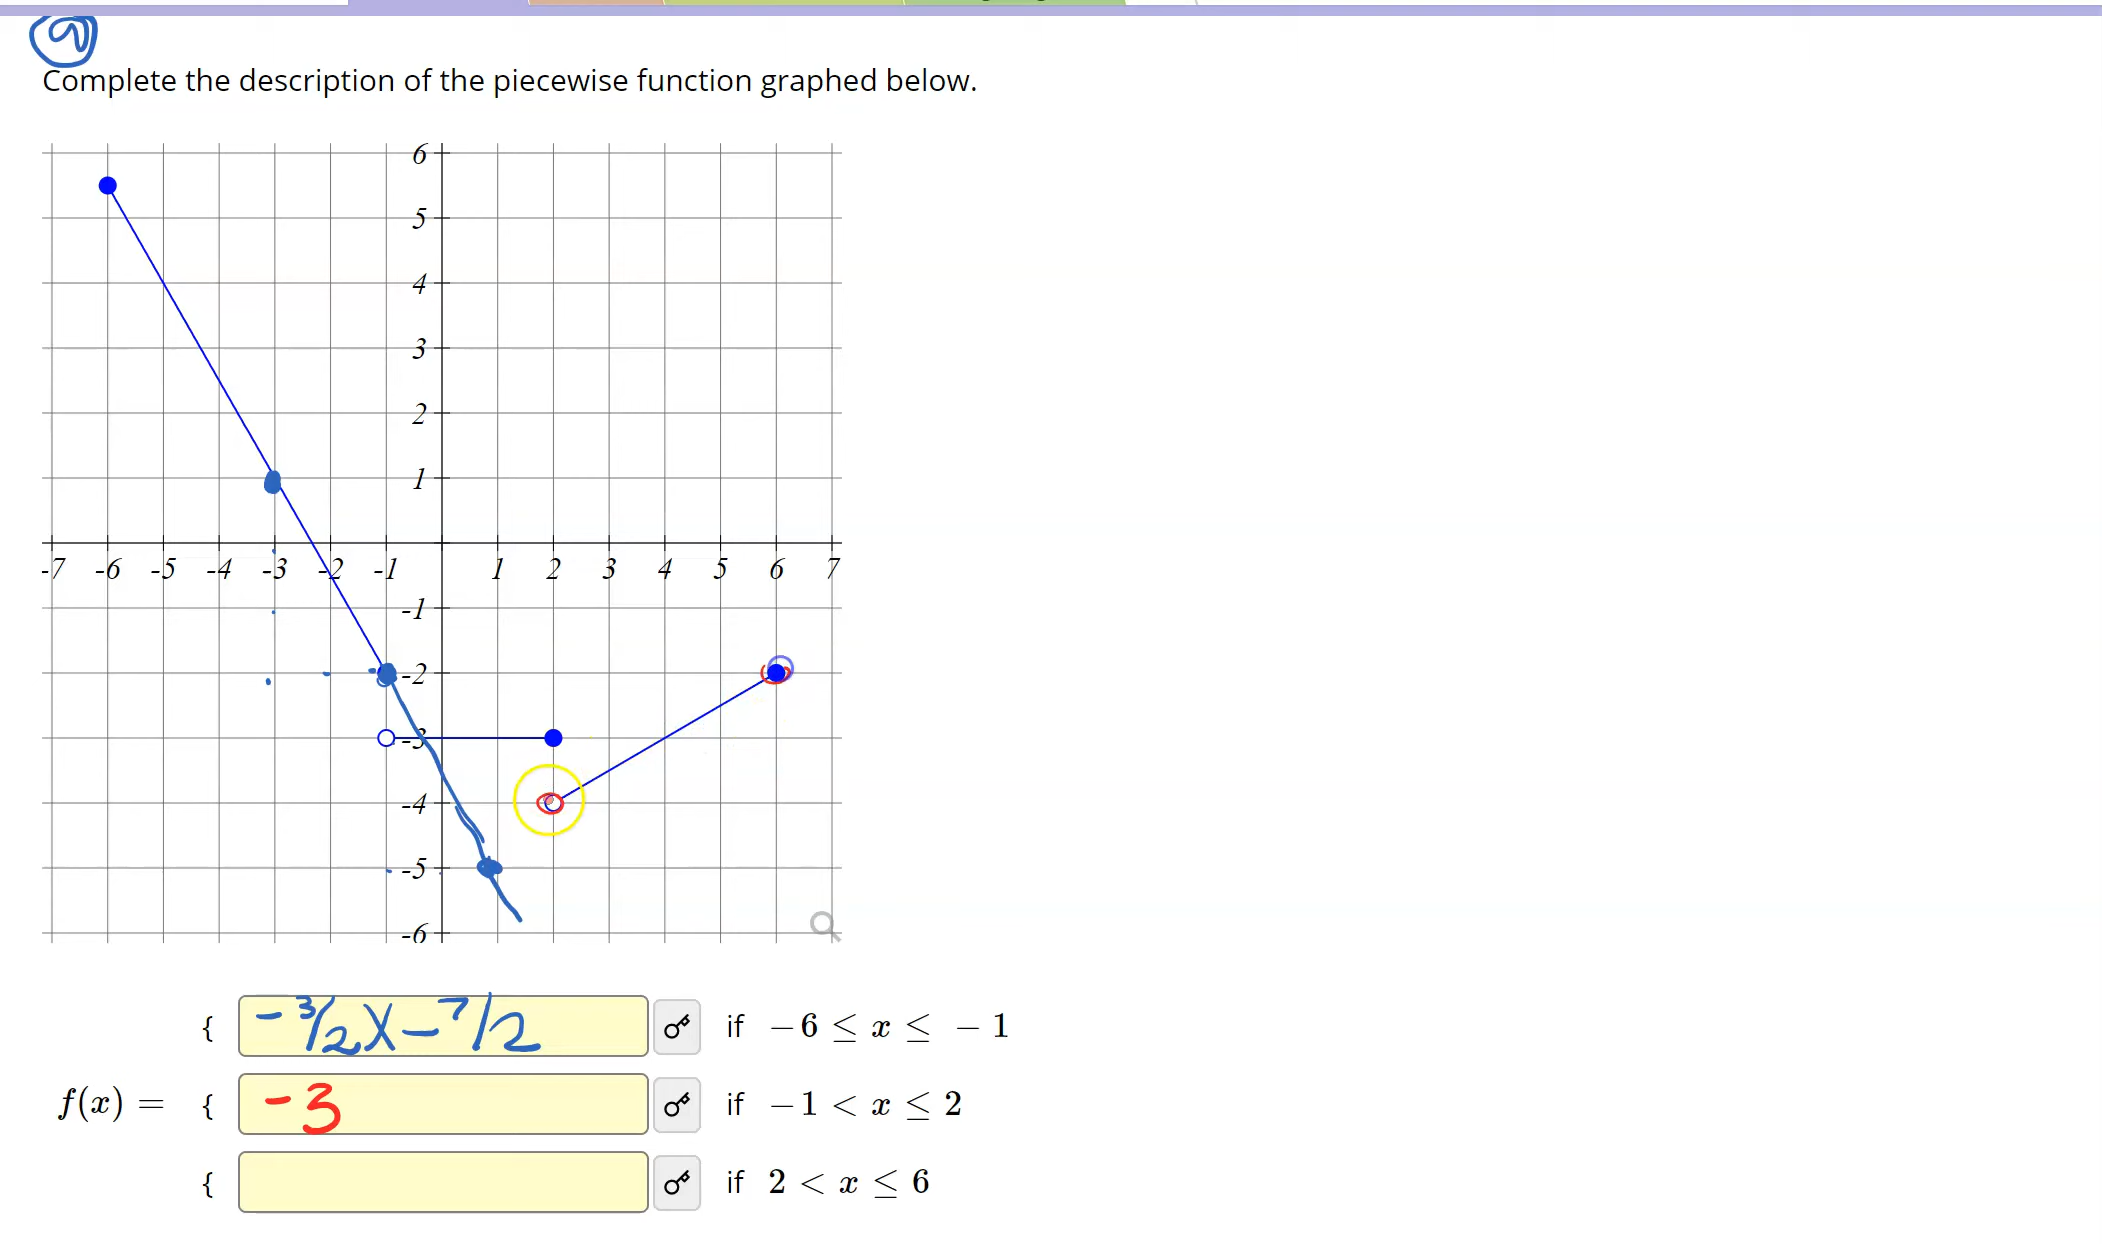 Complete the description of the piecewise function graphed below.
6
5
4
3
2
1
-7 -6 -5 -4 -3 -2 -1 1 2 3 4 5 6 7
-1
-2
-3
-4
-5
-6
{ -3/2x-7/2 if −6 ≤ x ≤ −1
f(x) = { -3 if −1 < x ≤ 2
{ if 2 < x ≤ 6